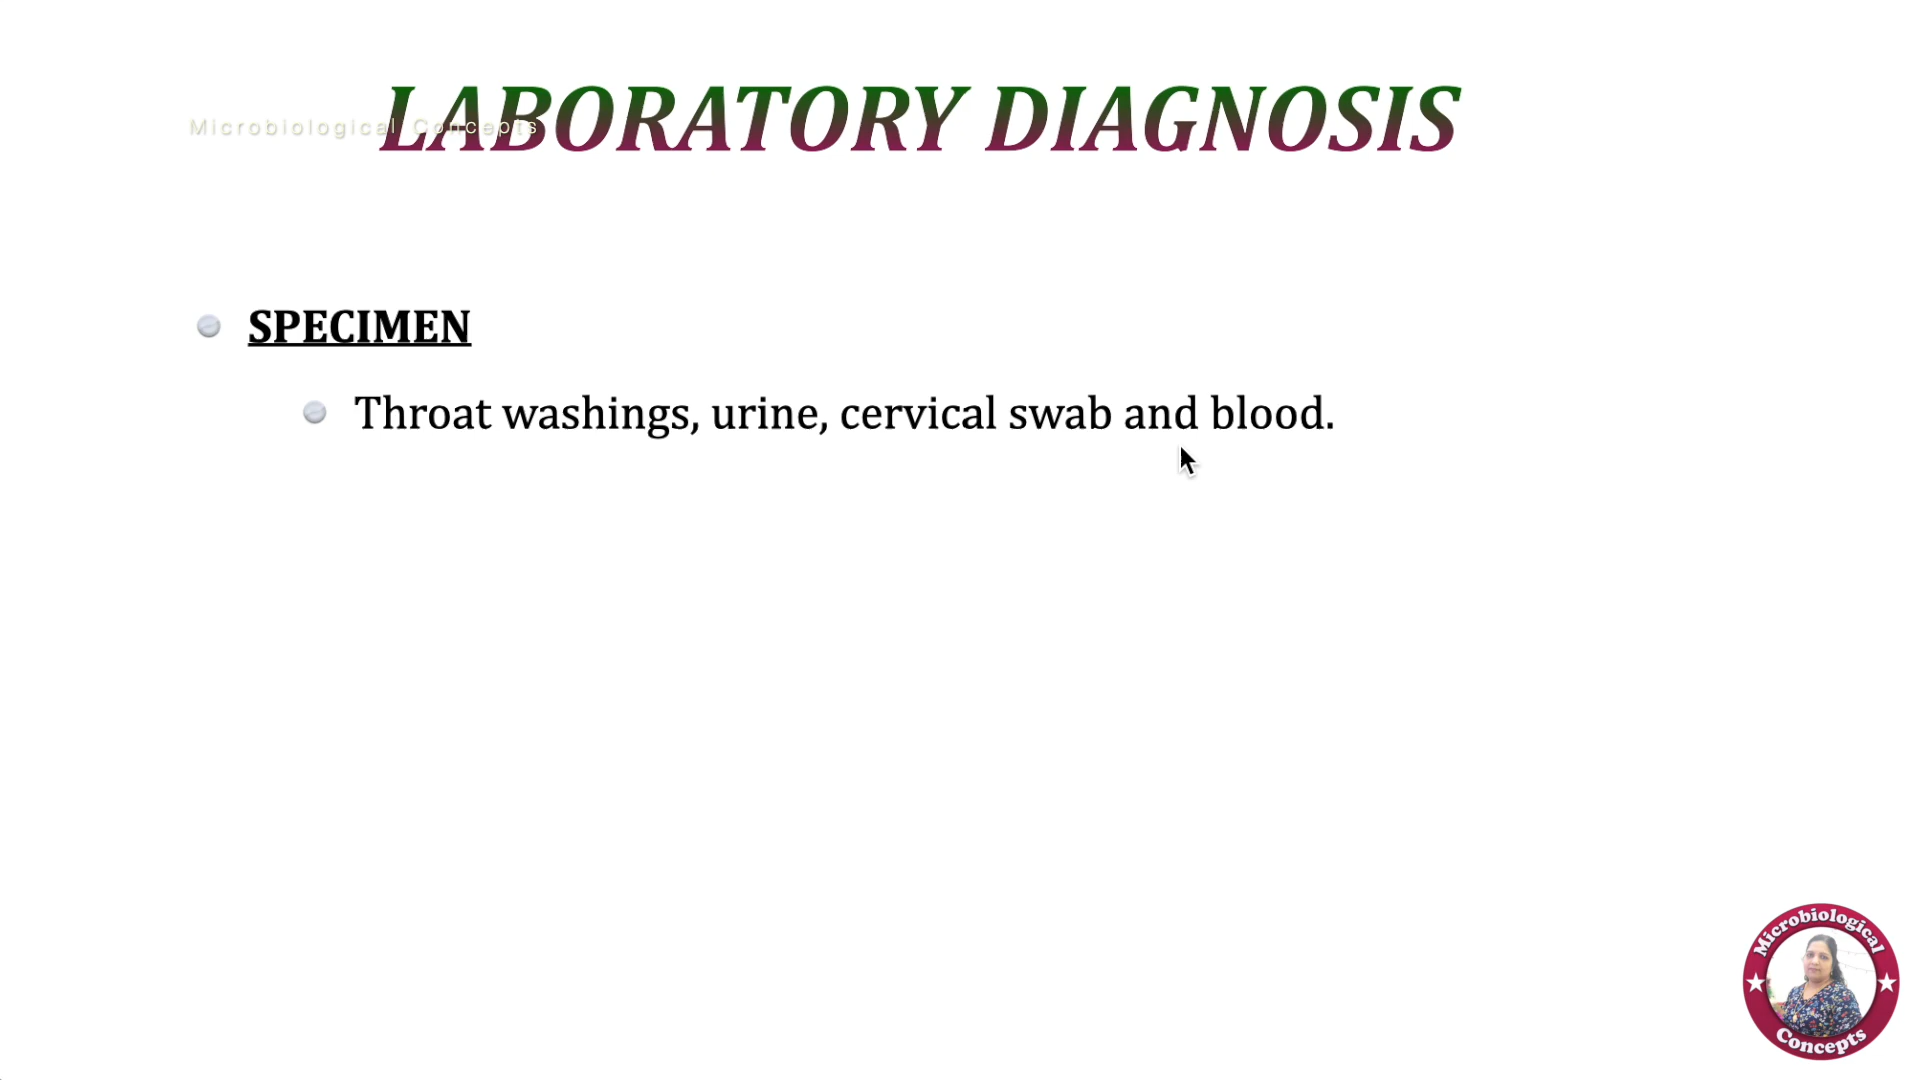 LABORATORY DIAGNOSIS
Microbiological Concepts
SPECIMEN
Throat washings, urine, cervical swab and blood.
Microbiological
Concepts